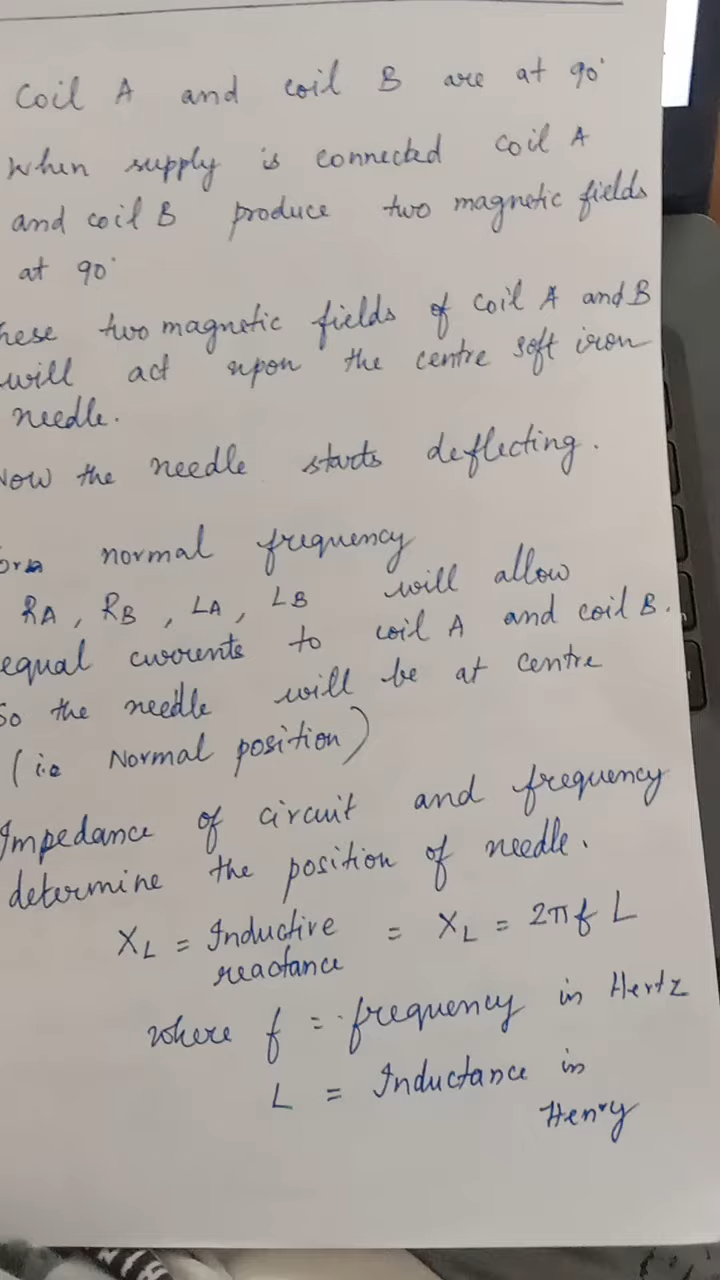 Coil A and coil B are at 90°
When supply is connected coil A
and coil B produce two magnetic fields
at 90°
hese two magnetic fields of coil A and B
will act upon the centre soft iron
needle.
Now the needle starts deflecting.
normal frequency
RA, RB, LA, LB will allow
equal currents to coil A and coil B.
So the needle will be at centre
(i.e Normal position)
Impedance of circuit and frequency
determine the position of needle.
XL = Inductive reactance = XL = 2πf L
where f = frequency in Hertz
L = Inductance in
Henry